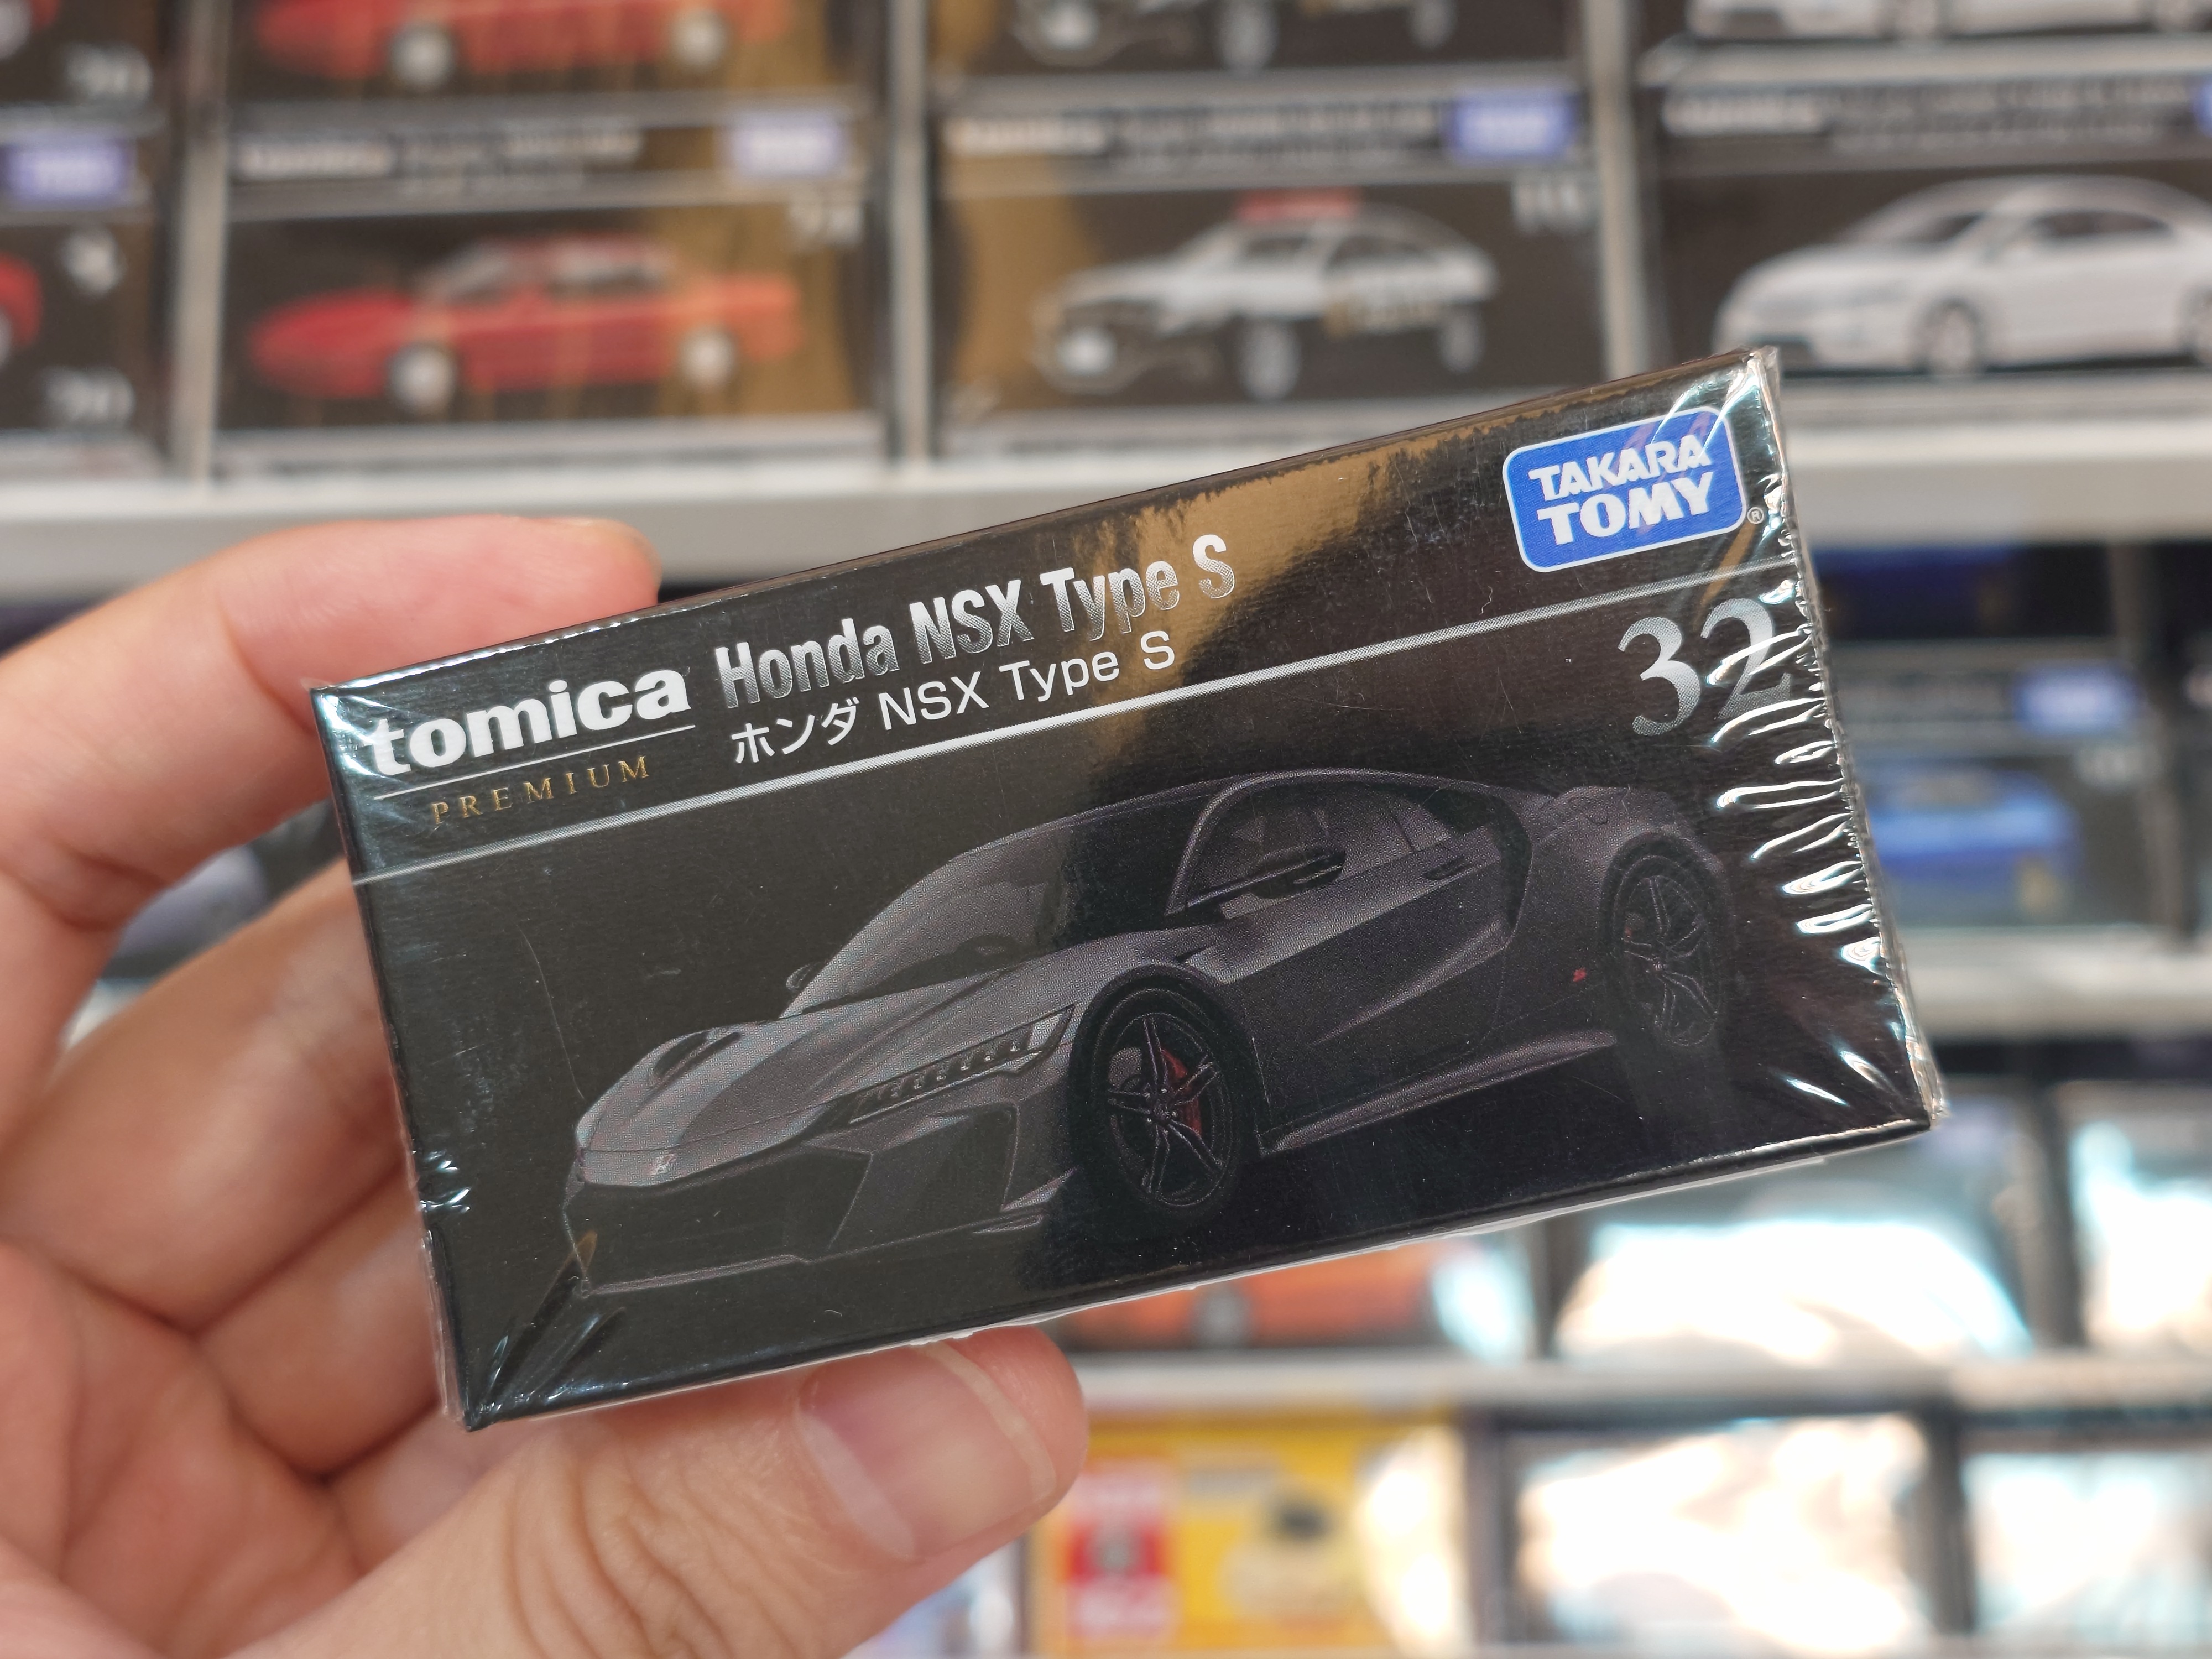 TAKARA
TOMY®
tomica Honda NSX Type S
PREMIUM ホンダ NSX Type S
32